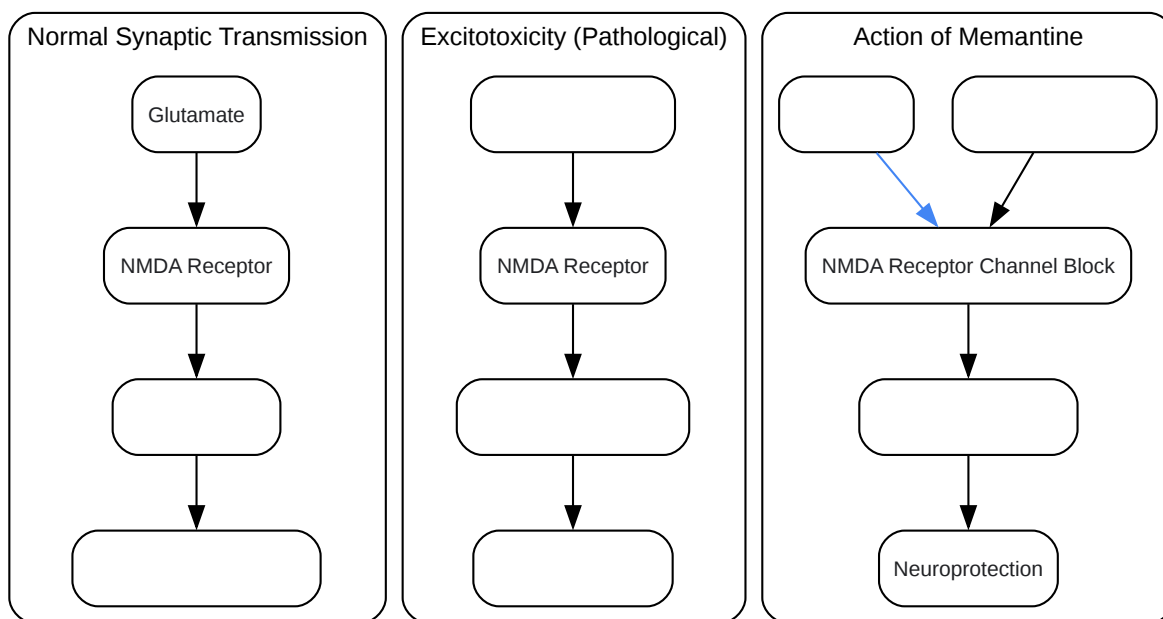 Normal Synaptic Transmission
Glutamate
NMDA Receptor
Excitotoxicity (Pathological)
NMDA Receptor
Action of Memantine
NMDA Receptor Channel Block
Neuroprotection